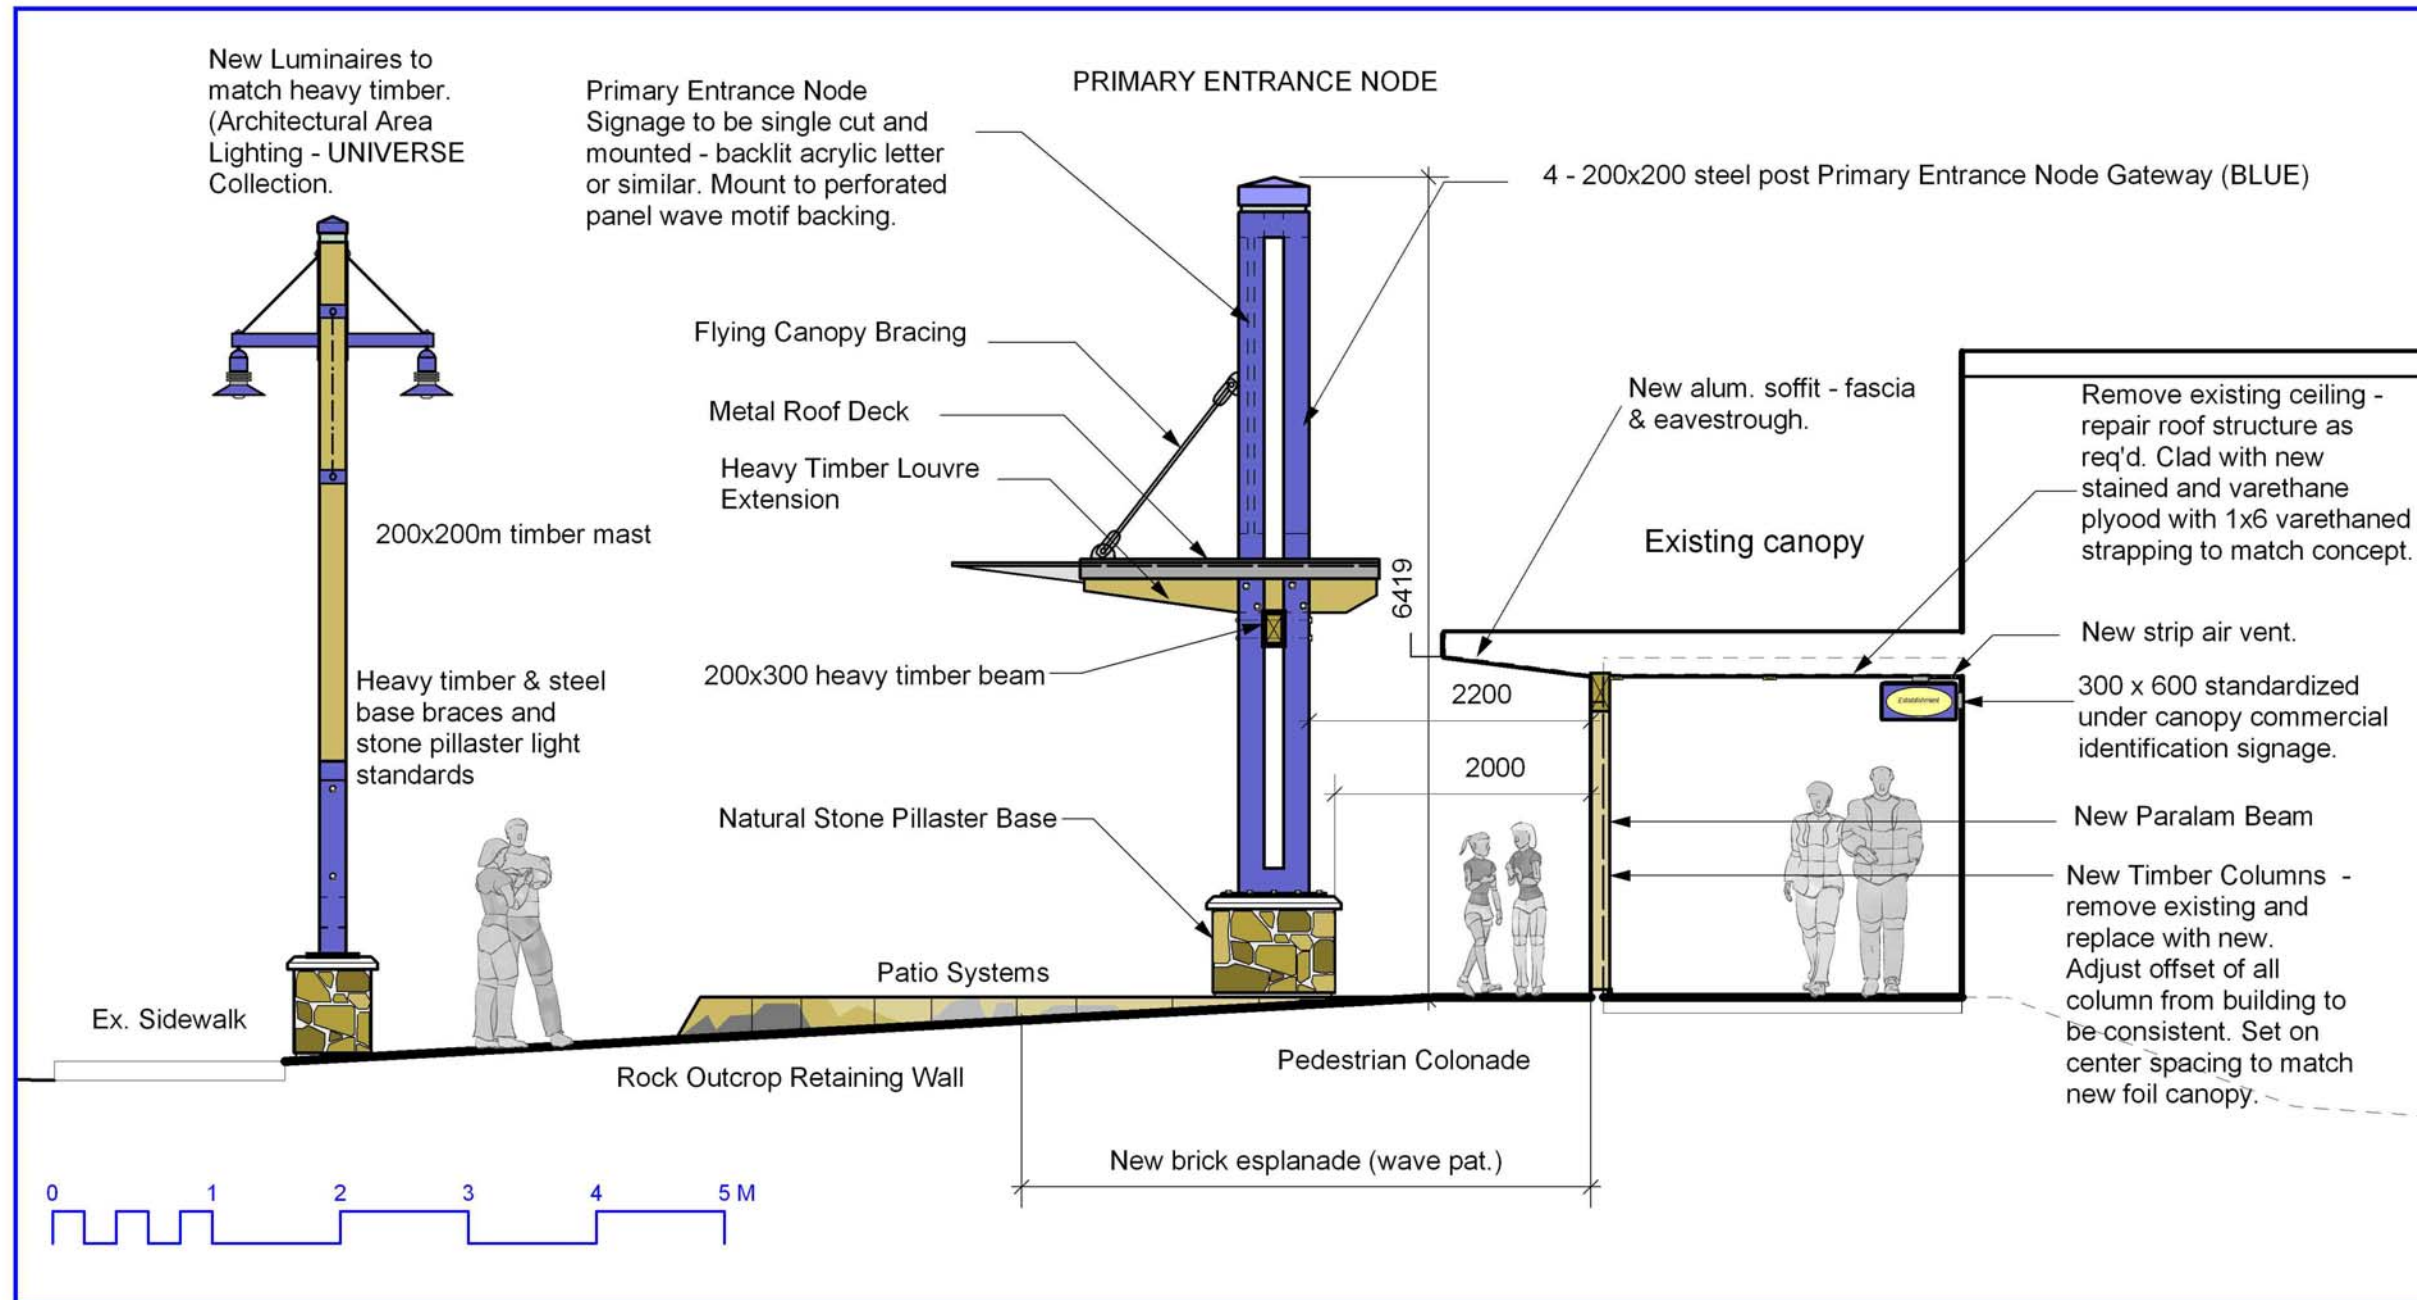 New Luminaires to
match heavy timber.
(Architectural Area
Lighting - UNIVERSE
Collection.
Primary Entrance Node
Signage to be single cut and
mounted - backlit acrylic letter
or similar. Mount to perforated
panel wave motif backing.
PRIMARY ENTRANCE NODE
4 - 200x200 steel post Primary Entrance Node Gateway (BLUE)
Flying Canopy Bracing
Metal Roof Deck
Heavy Timber Louvre
Extension
200x200m timber mast
New alum. soffit - fascia
& eavestrough.
Existing canopy
Remove existing ceiling -
repair roof structure as
req'd. Clad with new
stained and varethane
plyood with 1x6 varethaned
strapping to match concept.
6419
New strip air vent.
200x300 heavy timber beam
2200
300 x 600 standardized
under canopy commercial
identification signage.
Establishment
Heavy timber & steel
base braces and
stone pillaster light
standards
2000
Natural Stone Pillaster Base
New Paralam Beam
New Timber Columns -
remove existing and
replace with new.
Adjust offset of all
column from building to
be consistent. Set on
center spacing to match
new foil canopy.
Patio Systems
Ex. Sidewalk
Rock Outcrop Retaining Wall
Pedestrian Colonade
New brick esplanade (wave pat.)
0 1 2 3 4 5 M